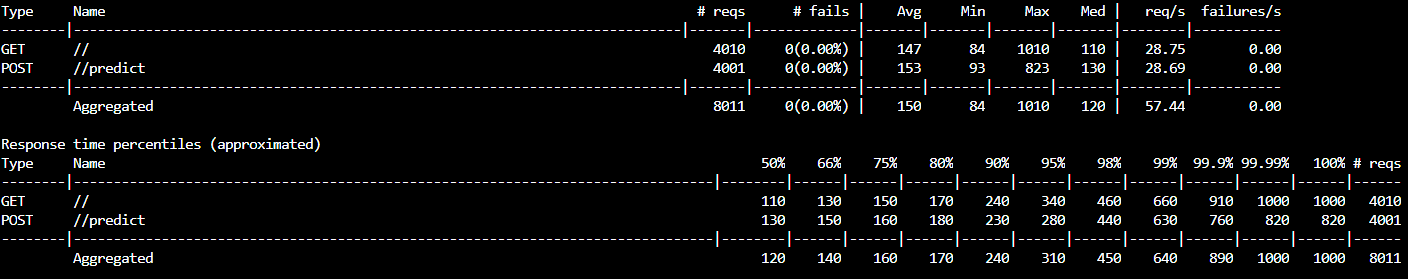 Type     Name                                                                          # reqs      # fails |    Avg     Min     Max    Med |   req/s  failures/s
--------|----------------------------------------------------------------------------|-------|-------------|-------|-------|-------|-------|--------|-----------
GET      //                                                                              4010     0(0.00%) |    147      84    1010    110 |   28.75        0.00
POST     //predict                                                                       4001     0(0.00%) |    153      93     823    130 |   28.69        0.00
--------|----------------------------------------------------------------------------|-------|-------------|-------|-------|-------|-------|--------|-----------
         Aggregated                                                                      8011     0(0.00%) |    150      84    1010    120 |   57.44        0.00
Response time percentiles (approximated)
Type     Name                                                                                  50%    66%    75%    80%    90%    95%    98%    99%  99.9% 99.99%   100% # reqs
--------|--------------------------------------------------------------------------------|--------|------|------|------|------|------|------|------|------|------|------|------
GET      //                                                                                    110    130    150    170    240    340    460    660    910   1000   1000   4010
POST     //predict                                                                             130    150    160    180    230    280    440    630    760    820    820   4001
--------|--------------------------------------------------------------------------------|--------|------|------|------|------|------|------|------|------|------|------|------
         Aggregated                                                                            120    140    160    170    240    310    450    640    890   1000   1000   8011